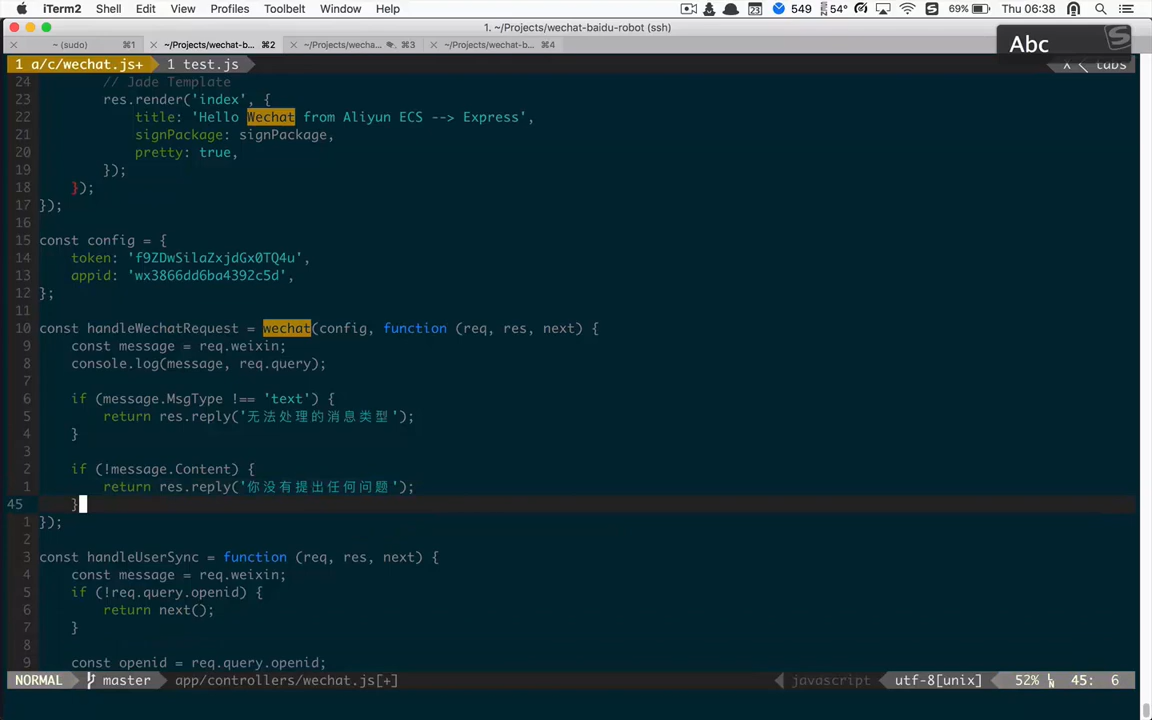 iTerm2 Shell Edit View Profiles Toolbelt Window Help 23 549 54° 69% Thu 06:38
1. ~/Projects/wechat-baidu-robot (ssh)
~ (sudo) ⌘1 ~/Projects/wechat-b... ⌘2 ~/Projects/wecha... ⌘3 ~/Projects/wechat-b... ⌘4
Abc
1 a/c/wechat.js+ 1 test.js X tabs
24 // Jade Template
23 res.render('index', {
22 title: 'Hello Wechat from Aliyun ECS --> Express',
21 signPackage: signPackage,
20 pretty: true,
19 });
18 });
17 });
16
15 const config = {
14 token: 'f9ZDwSilaZxjdGx0TQ4u',
13 appid: 'wx3866dd6ba4392c5d',
12 };
11
10 const handleWechatRequest = wechat(config, function (req, res, next) {
9 const message = req.weixin;
8 console.log(message, req.query);
7
6 if (message.MsgType !== 'text') {
5 return res.reply('无法处理的消息类型');
4 }
3
2 if (!message.Content) {
1 return res.reply('你没有提出任何问题');
45 }
1 });
2
3 const handleUserSync = function (req, res, next) {
4 const message = req.weixin;
5 if (!req.query.openid) {
6 return next();
7 }
8
9 const openid = req.query.openid;
NORMAL master app/controllers/wechat.js[+] javascript utf-8[unix] 52% 45: 6